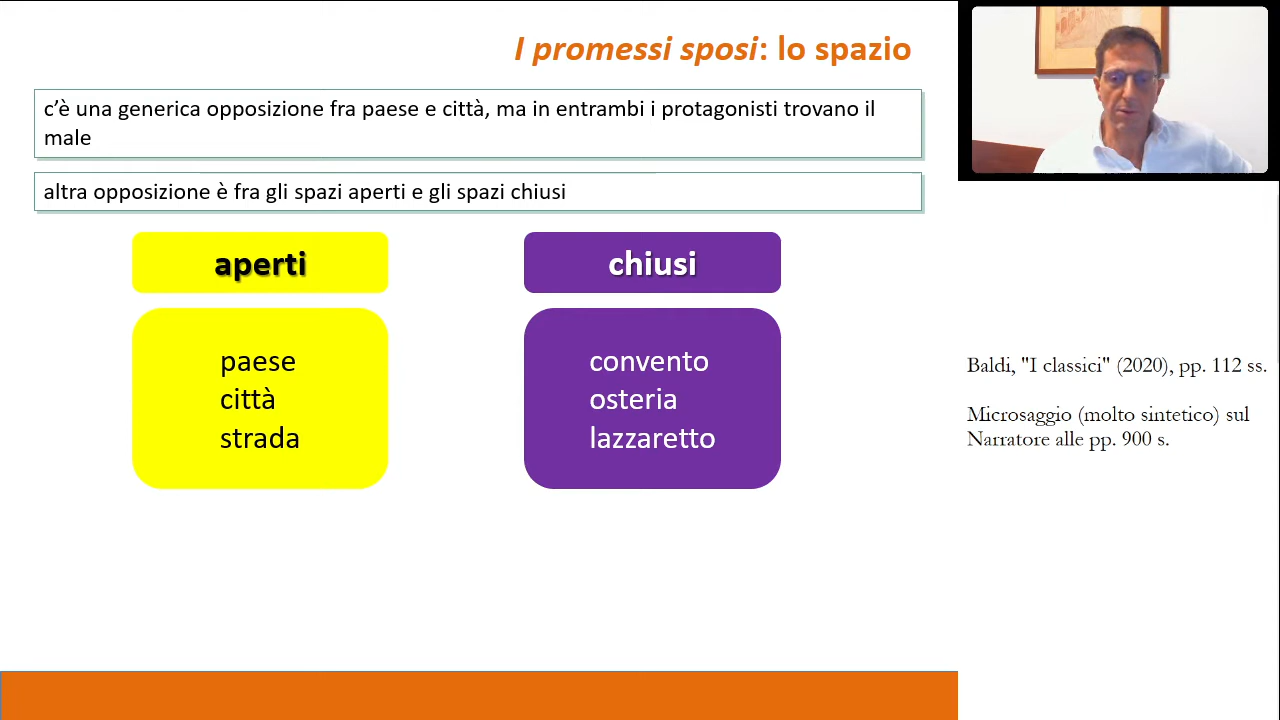 I promessi sposi: lo spazio
c’è una generica opposizione fra paese e città, ma in entrambi i protagonisti trovano il
male
altra opposizione è fra gli spazi aperti e gli spazi chiusi
aperti
chiusi
paese
città
strada
convento
osteria
lazzaretto
Baldi, "I classici" (2020), pp. 112 ss.
Microsaggio (molto sintetico) sul
Narratore alle pp. 900 s.